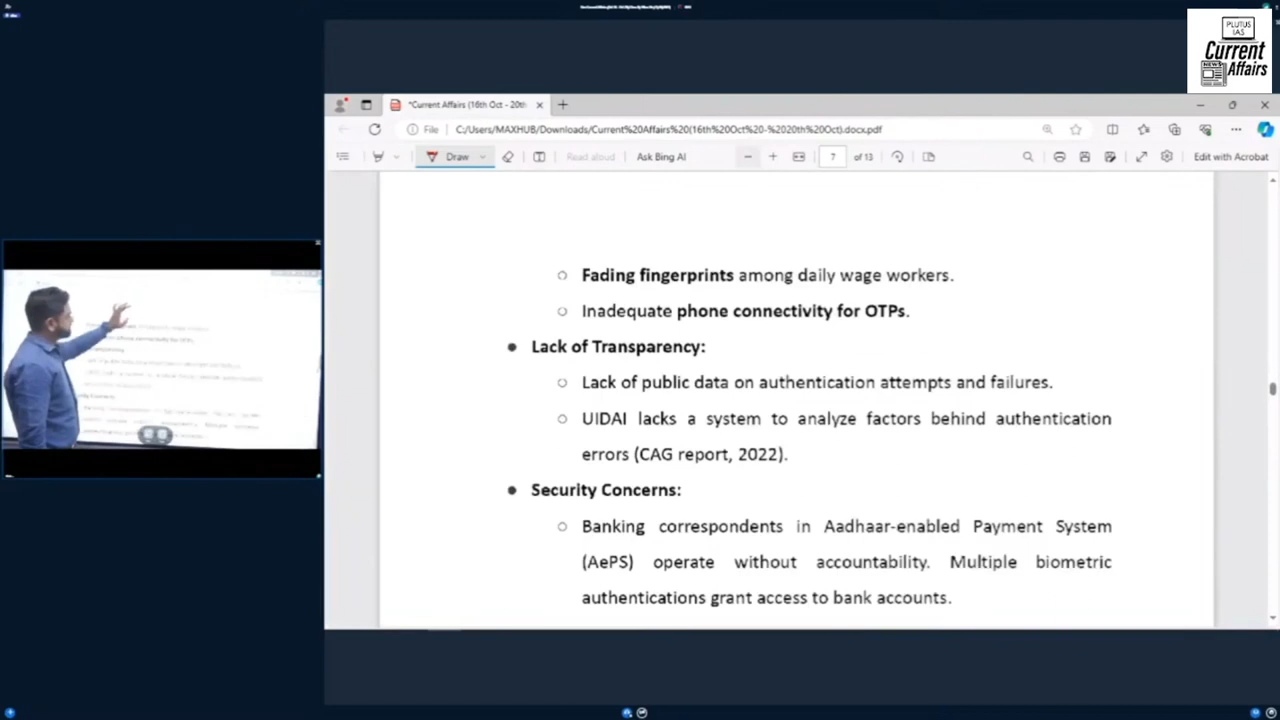 PLUTUS
IAS
Current
NEWS
Affairs
*Current Affairs (16th Oct - 20th
File C:/Users/MAXHUB/Downloads/Current%20Affairs%20(16th%20Oct%20-%2020th%20Oct).docx.pdf
Draw Read aloud Ask Bing AI 7 of 13 Edit with Acrobat
Fading fingerprints among daily wage workers.
Inadequate phone connectivity for OTPs.
Lack of Transparency:
Lack of public data on authentication attempts and failures.
UIDAI lacks a system to analyze factors behind authentication
errors (CAG report, 2022).
Security Concerns:
Banking correspondents in Aadhaar-enabled Payment System
(AePS) operate without accountability. Multiple biometric
authentications grant access to bank accounts.